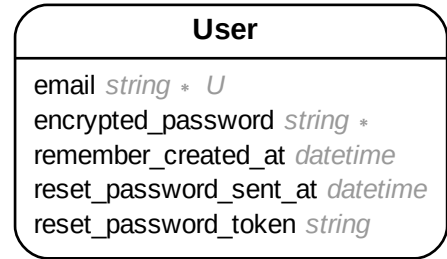 User
email string * U
encrypted_password string *
remember_created_at datetime
reset_password_sent_at datetime
reset_password_token string